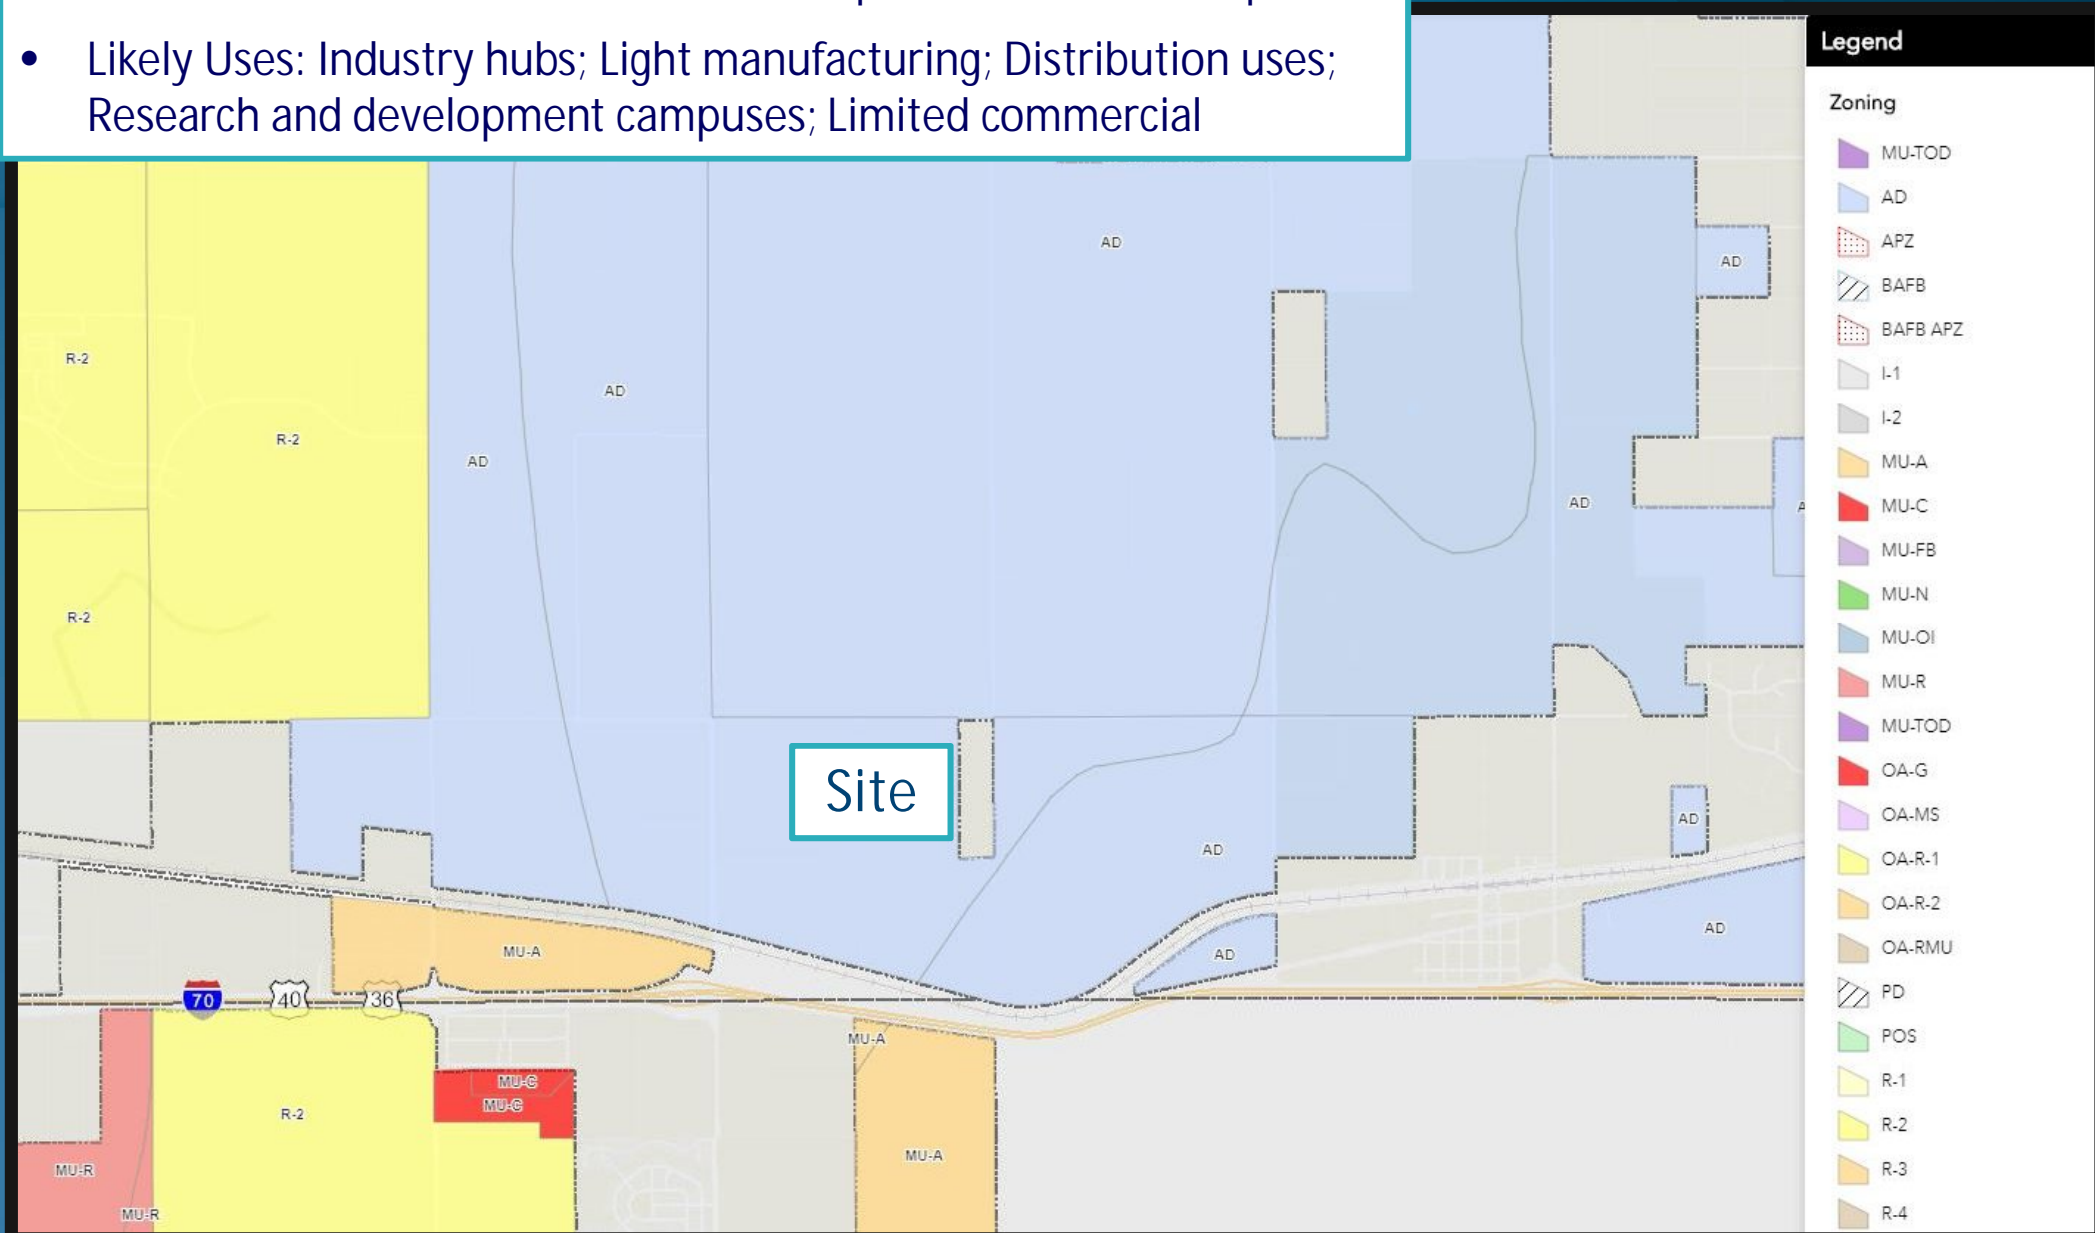 • Likely Uses: Industry hubs; Light manufacturing; Distribution uses;
Research and development campuses; Limited commercial
Legend
Zoning
MU-TOD
AD
APZ
BAFB
BAFB APZ
I-1
I-2
MU-A
MU-C
MU-FB
MU-N
MU-OI
MU-R
MU-TOD
OA-G
OA-MS
OA-R-1
OA-R-2
OA-RMU
PD
POS
R-1
R-2
R-3
R-4
AD
AD
R-2
AD
R-2
AD
AD
A
R-2
Site
AD
AD
AD
MU-A
AD
70
40
36
MU-A
MU-C
MU-C
R-2
MU-A
MU-R
MU-R